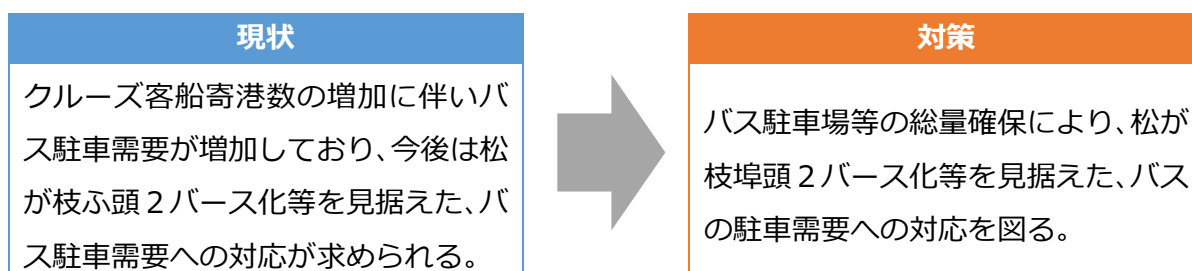 現状
クルーズ客船寄港数の増加に伴いバ
ス駐車需要が増加しており、今後は松
が枝ふ頭２バース化等を見据えた、バ
ス駐車需要への対応が求められる。
対策
バス駐車場等の総量確保により、松が
枝埠頭２バース化等を見据えた、バス
の駐車需要への対応を図る。